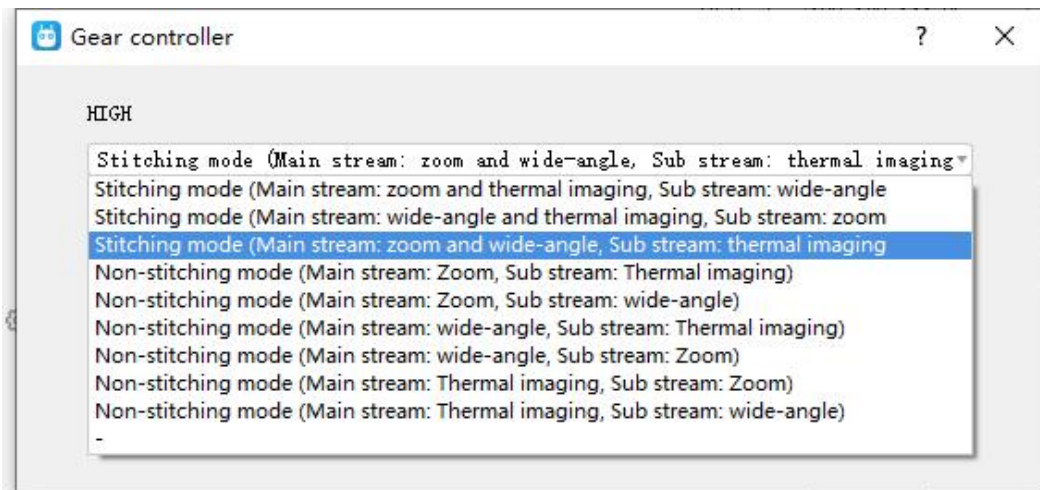 Gear controller
?
HIGH
Stitching mode (Main stream: zoom and wide-angle, Sub stream: thermal imaging
Stitching mode (Main stream: zoom and thermal imaging, Sub stream: wide-angle
Stitching mode (Main stream: wide-angle and thermal imaging, Sub stream: zoom
Stitching mode (Main stream: zoom and wide-angle, Sub stream: thermal imaging
Non-stitching mode (Main stream: Zoom, Sub stream: Thermal imaging)
Non-stitching mode (Main stream: Zoom, Sub stream: wide-angle)
Non-stitching mode (Main stream: wide-angle, Sub stream: Thermal imaging)
Non-stitching mode (Main stream: wide-angle, Sub stream: Zoom)
Non-stitching mode (Main stream: Thermal imaging, Sub stream: Zoom)
Non-stitching mode (Main stream: Thermal imaging, Sub stream: wide-angle)
-